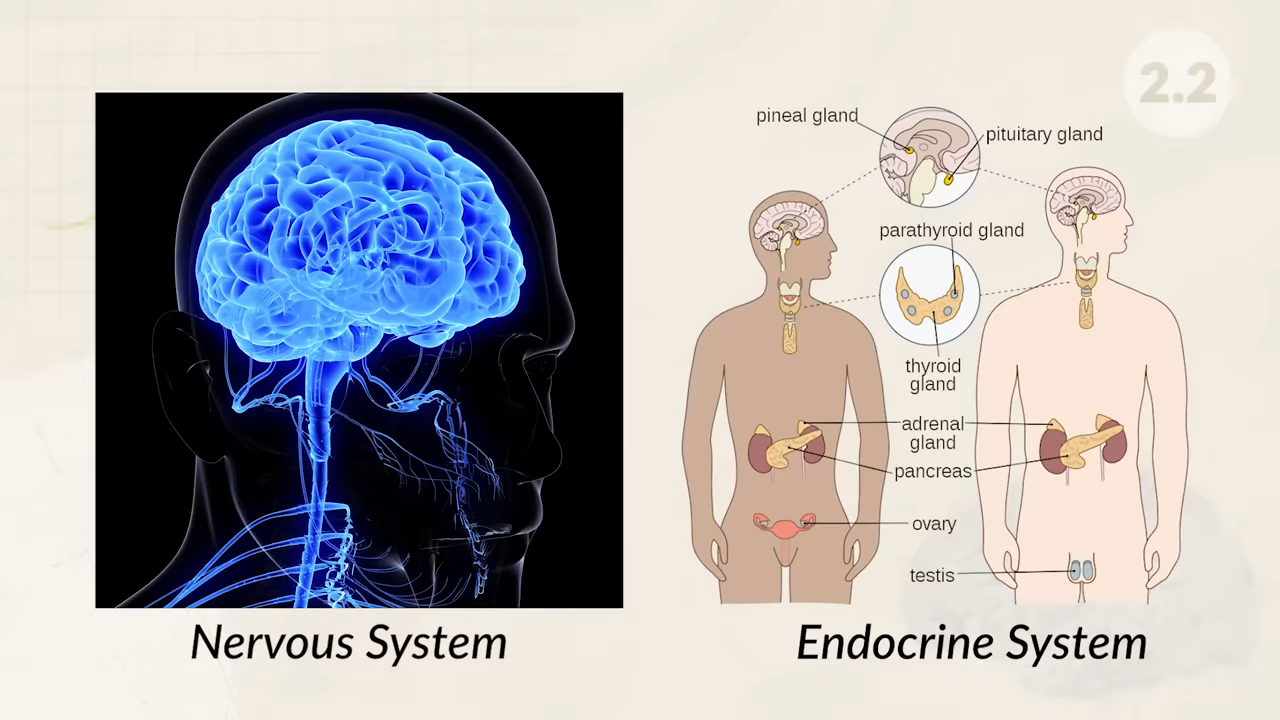 2.2
pineal gland
pituitary gland
parathyroid gland
thyroid
gland
adrenal
gland
pancreas
ovary
testis
Nervous System
Endocrine System